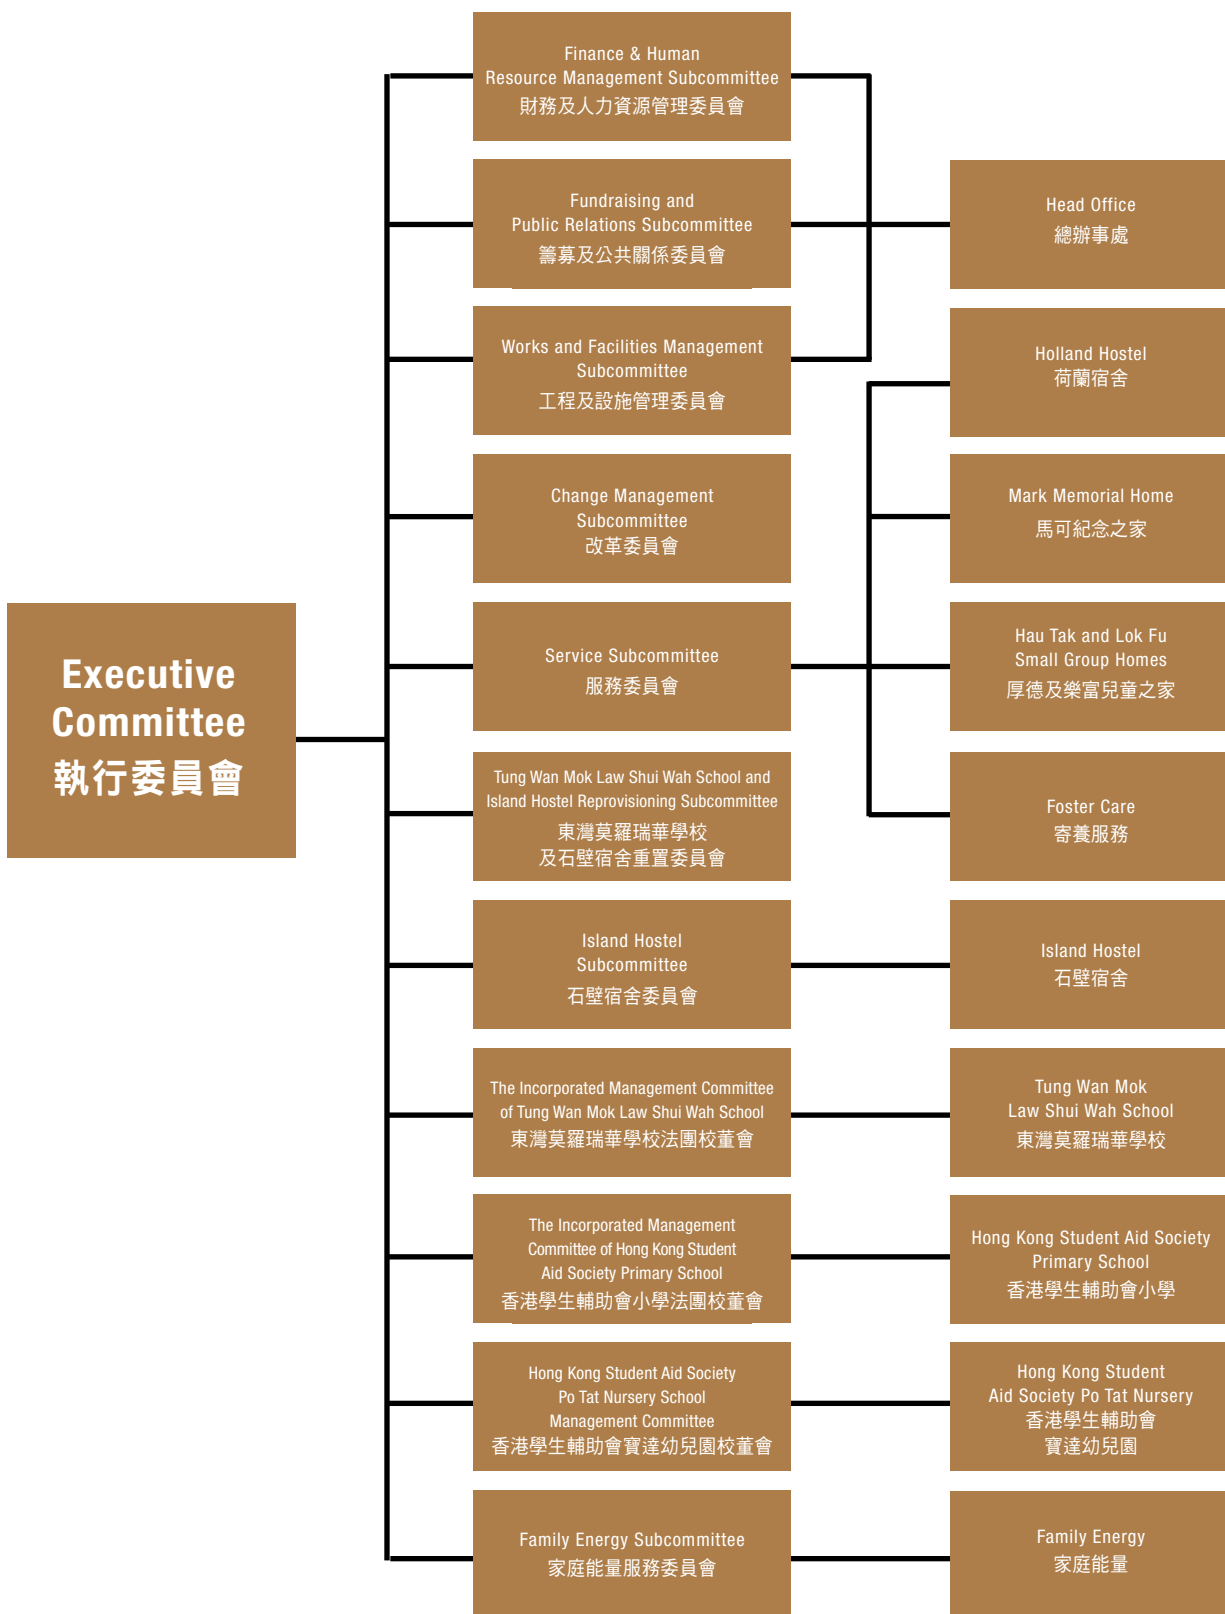 Executive
Committee
執行委員會
Finance & Human
Resource Management Subcommittee
財務及人力資源管理委員會
Fundraising and
Public Relations Subcommittee
籌募及公共關係委員會
Works and Facilities Management
Subcommittee
工程及設施管理委員會
Change Management
Subcommittee
改革委員會
Service Subcommittee
服務委員會
Tung Wan Mok Law Shui Wah School and
Island Hostel Reprovisioning Subcommittee
東灣莫羅瑞華學校
及石壁宿舍重置委員會
Island Hostel
Subcommittee
石壁宿舍委員會
The Incorporated Management Committee
of Tung Wan Mok Law Shui Wah School
東灣莫羅瑞華學校法團校董會
The Incorporated Management
Committee of Hong Kong Student
Aid Society Primary School
香港學生輔助會小學法團校董會
Hong Kong Student Aid Society
Po Tat Nursery School
Management Committee
香港學生輔助會寶達幼兒園校董會
Family Energy Subcommittee
家庭能量服務委員會
Head Office
總辦事處
Holland Hostel
荷蘭宿舍
Mark Memorial Home
馬可紀念之家
Hau Tak and Lok Fu
Small Group Homes
厚德及樂富兒童之家
Foster Care
寄養服務
Island Hostel
石壁宿舍
Tung Wan Mok
Law Shui Wah School
東灣莫羅瑞華學校
Hong Kong Student Aid Society
Primary School
香港學生輔助會小學
Hong Kong Student
Aid Society Po Tat Nursery
香港學生輔助會
寶達幼兒園
Family Energy
家庭能量